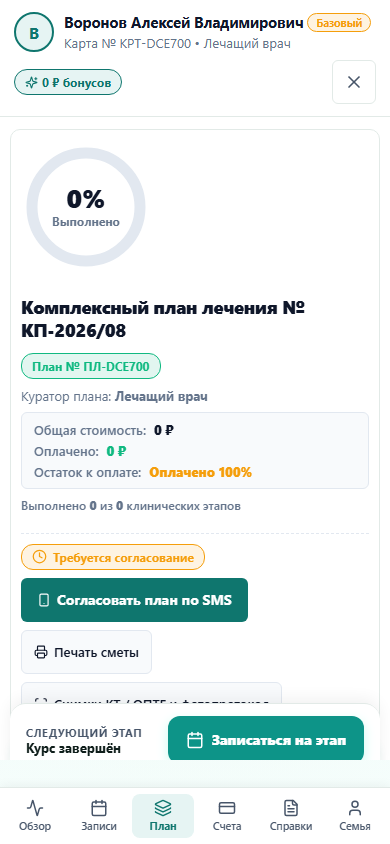 В
Воронов Алексей Владимирович
Базовый
Карта № КРТ-DCE700 • Лечащий врач
0 ₽ бонусов
0%
Выполнено
Комплексный план лечения №
КП-2026/08
План № ПЛ-DCE700
Куратор плана: Лечащий врач
Общая стоимость: 0 ₽
Оплачено: 0 ₽
Остаток к оплате: Оплачено 100%
Выполнено 0 из 0 клинических этапов
Требуется согласование
Согласовать план по SMS
Печать сметы
СЛЕДУЮЩИЙ ЭТАП
Курс завершён
Записаться на этап
Обзор
Записи
План
Счета
Справки
Семья